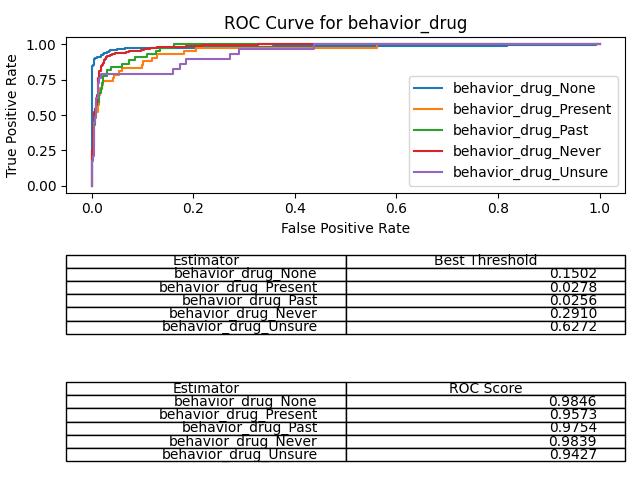 ROC Curve for behavior_drug
True Positive Rate
1.00
0.75
0.50
0.25
0.00
behavior_drug_None
behavior_drug_Present
behavior_drug_Past
behavior_drug_Never
behavior_drug_Unsure
0.0 0.2 0.4 0.6 0.8 1.0
False Positive Rate
Estimator Best Threshold
behavior_drug_None 0.1502
behavior_drug_Present 0.0278
behavior_drug_Past 0.0256
behavior_drug_Never 0.2910
behavior_drug_Unsure 0.6272
Estimator ROC Score
behavior_drug_None 0.9846
behavior_drug_Present 0.9573
behavior_drug_Past 0.9754
behavior_drug_Never 0.9839
behavior_drug_Unsure 0.9427